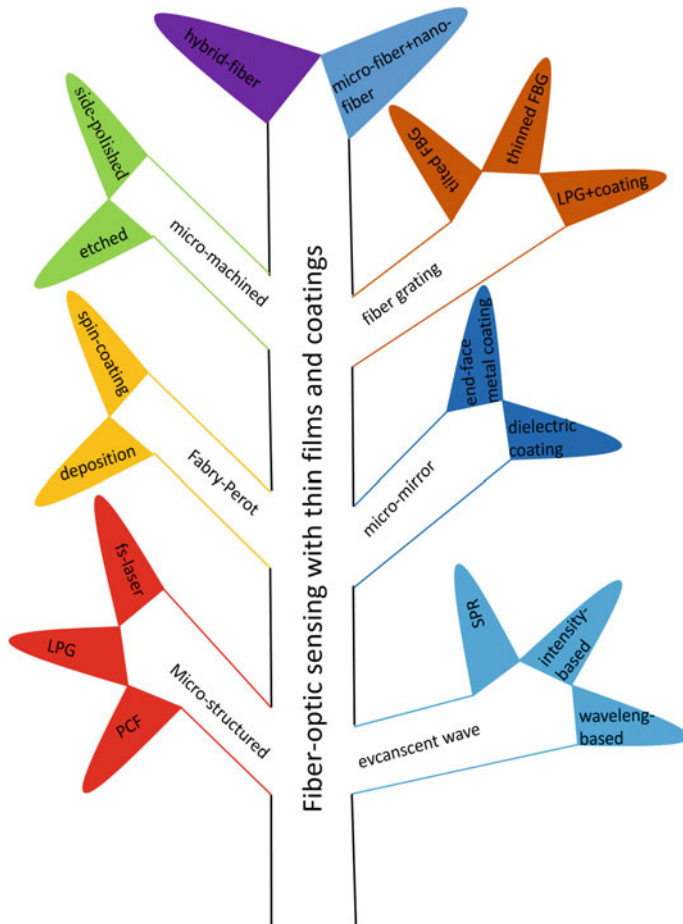 hybrid-fiber
micro-fiber+nano-
fiber
side-polished
etched
micro-machined
tilted FBG
thinned FBG
LPG+coating
fiber grating
spin-coating
deposition
Fabry-Perot
end-face
metal coating
dielectric
coating
micro-mirror
fs-laser
LPG
PCF
Micro-structured
SPR
intensity-
based
waveleng-
based
evcanscent wave
Fiber-optic sensing with thin films and coatings